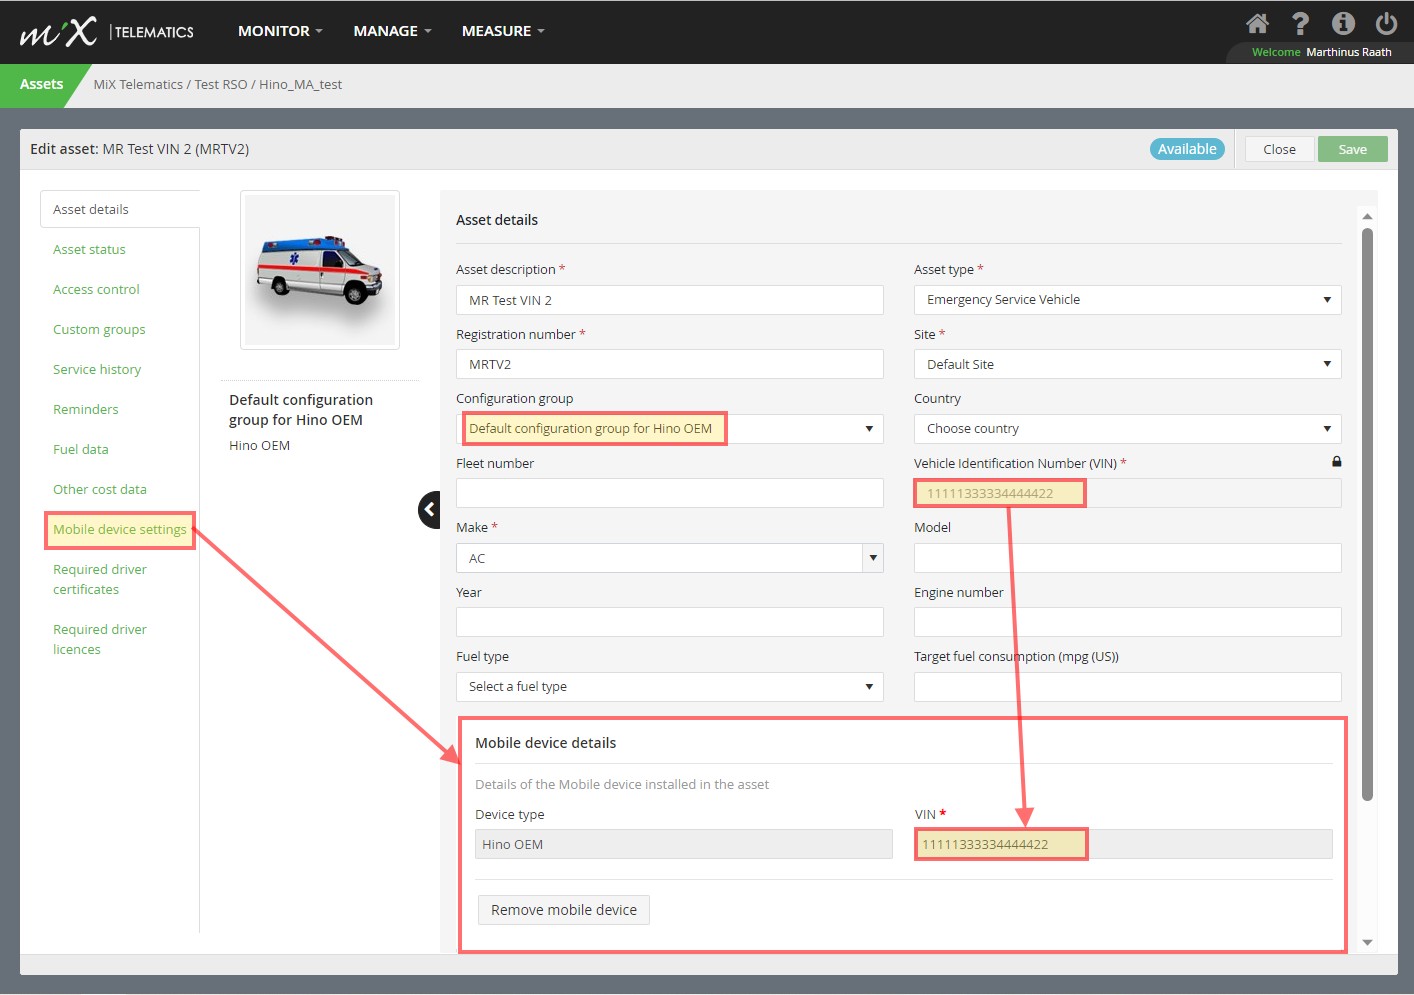 mi'X | TELEMATICS
MONITOR
MANAGE
MEASURE
Welcome Marthinus Raath
Assets
MiX Telematics / Test RSO / Hino_MA_test
Edit asset: MR Test VIN 2 (MRTV2)
Available
Close
Save
Asset details
Asset status
Access control
Custom groups
Service history
Reminders
Fuel data
Other cost data
Mobile device settings
Required driver
certificates
Required driver
licences
Default configuration
group for Hino OEM
Hino OEM
Asset details
Asset description *
Asset type *
MR Test VIN 2
Emergency Service Vehicle
Registration number *
Site *
MRTV2
Default Site
Configuration group
Country
Default configuration group for Hino OEM
Choose country
Fleet number
Vehicle Identification Number (VIN) *
11111333334444422
Make *
Model
AC
Year
Engine number
Fuel type
Target fuel consumption (mpg (US))
Select a fuel type
Mobile device details
Details of the Mobile device installed in the asset
Device type
VIN *
Hino OEM
11111333334444422
Remove mobile device